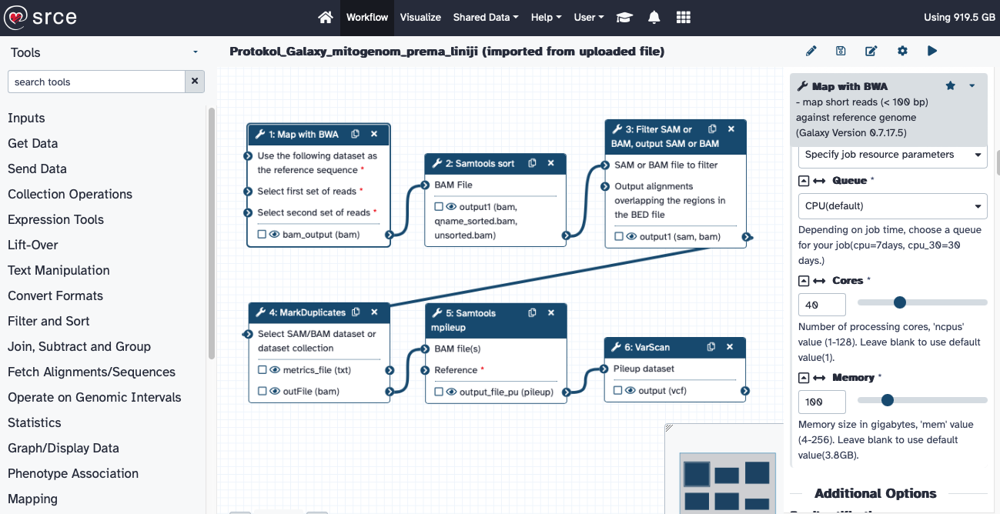 srce
Workflow
Visualize
Shared Data
Help
User
Using 919.5 GB
Tools
search tools
Inputs
Get Data
Send Data
Collection Operations
Expression Tools
Lift-Over
Text Manipulation
Convert Formats
Filter and Sort
Join, Subtract and Group
Fetch Alignments/Sequences
Operate on Genomic Intervals
Statistics
Graph/Display Data
Phenotype Association
Mapping
Protokol_Galaxy_mitogenom_prema_liniji (imported from uploaded file)
1: Map with BWA
Use the following dataset as
the reference sequence *
Select first set of reads *
Select second set of reads *
bam_output (bam)
2: Samtools sort
BAM File
output1 (bam,
qname_sorted.bam,
unsorted.bam)
3: Filter SAM or
BAM, output SAM or BAM
SAM or BAM file to filter
Output alignments
overlapping the regions in
the BED file
output1 (sam, bam)
4: MarkDuplicates
Select SAM/BAM dataset or
dataset collection
metrics_file (txt)
outFile (bam)
5: Samtools
mpileup
BAM file(s)
Reference *
output_file_pu (pileup)
6: VarScan
Pileup dataset
output (vcf)
Map with BWA
- map short reads (< 100 bp)
against reference genome
(Galaxy Version 0.7.17.5)
Specify job resource parameters
Queue *
CPU(default)
Depending on job time, choose a queue
for your job(cpu=7days, cpu_30=30
days.)
Cores *
40
Number of processing cores, 'ncpus'
value (1-128). Leave blank to use default
value(1).
Memory *
100
Memory size in gigabytes, 'mem' value
(4-256). Leave blank to use default
value(3.8GB).
Additional Options